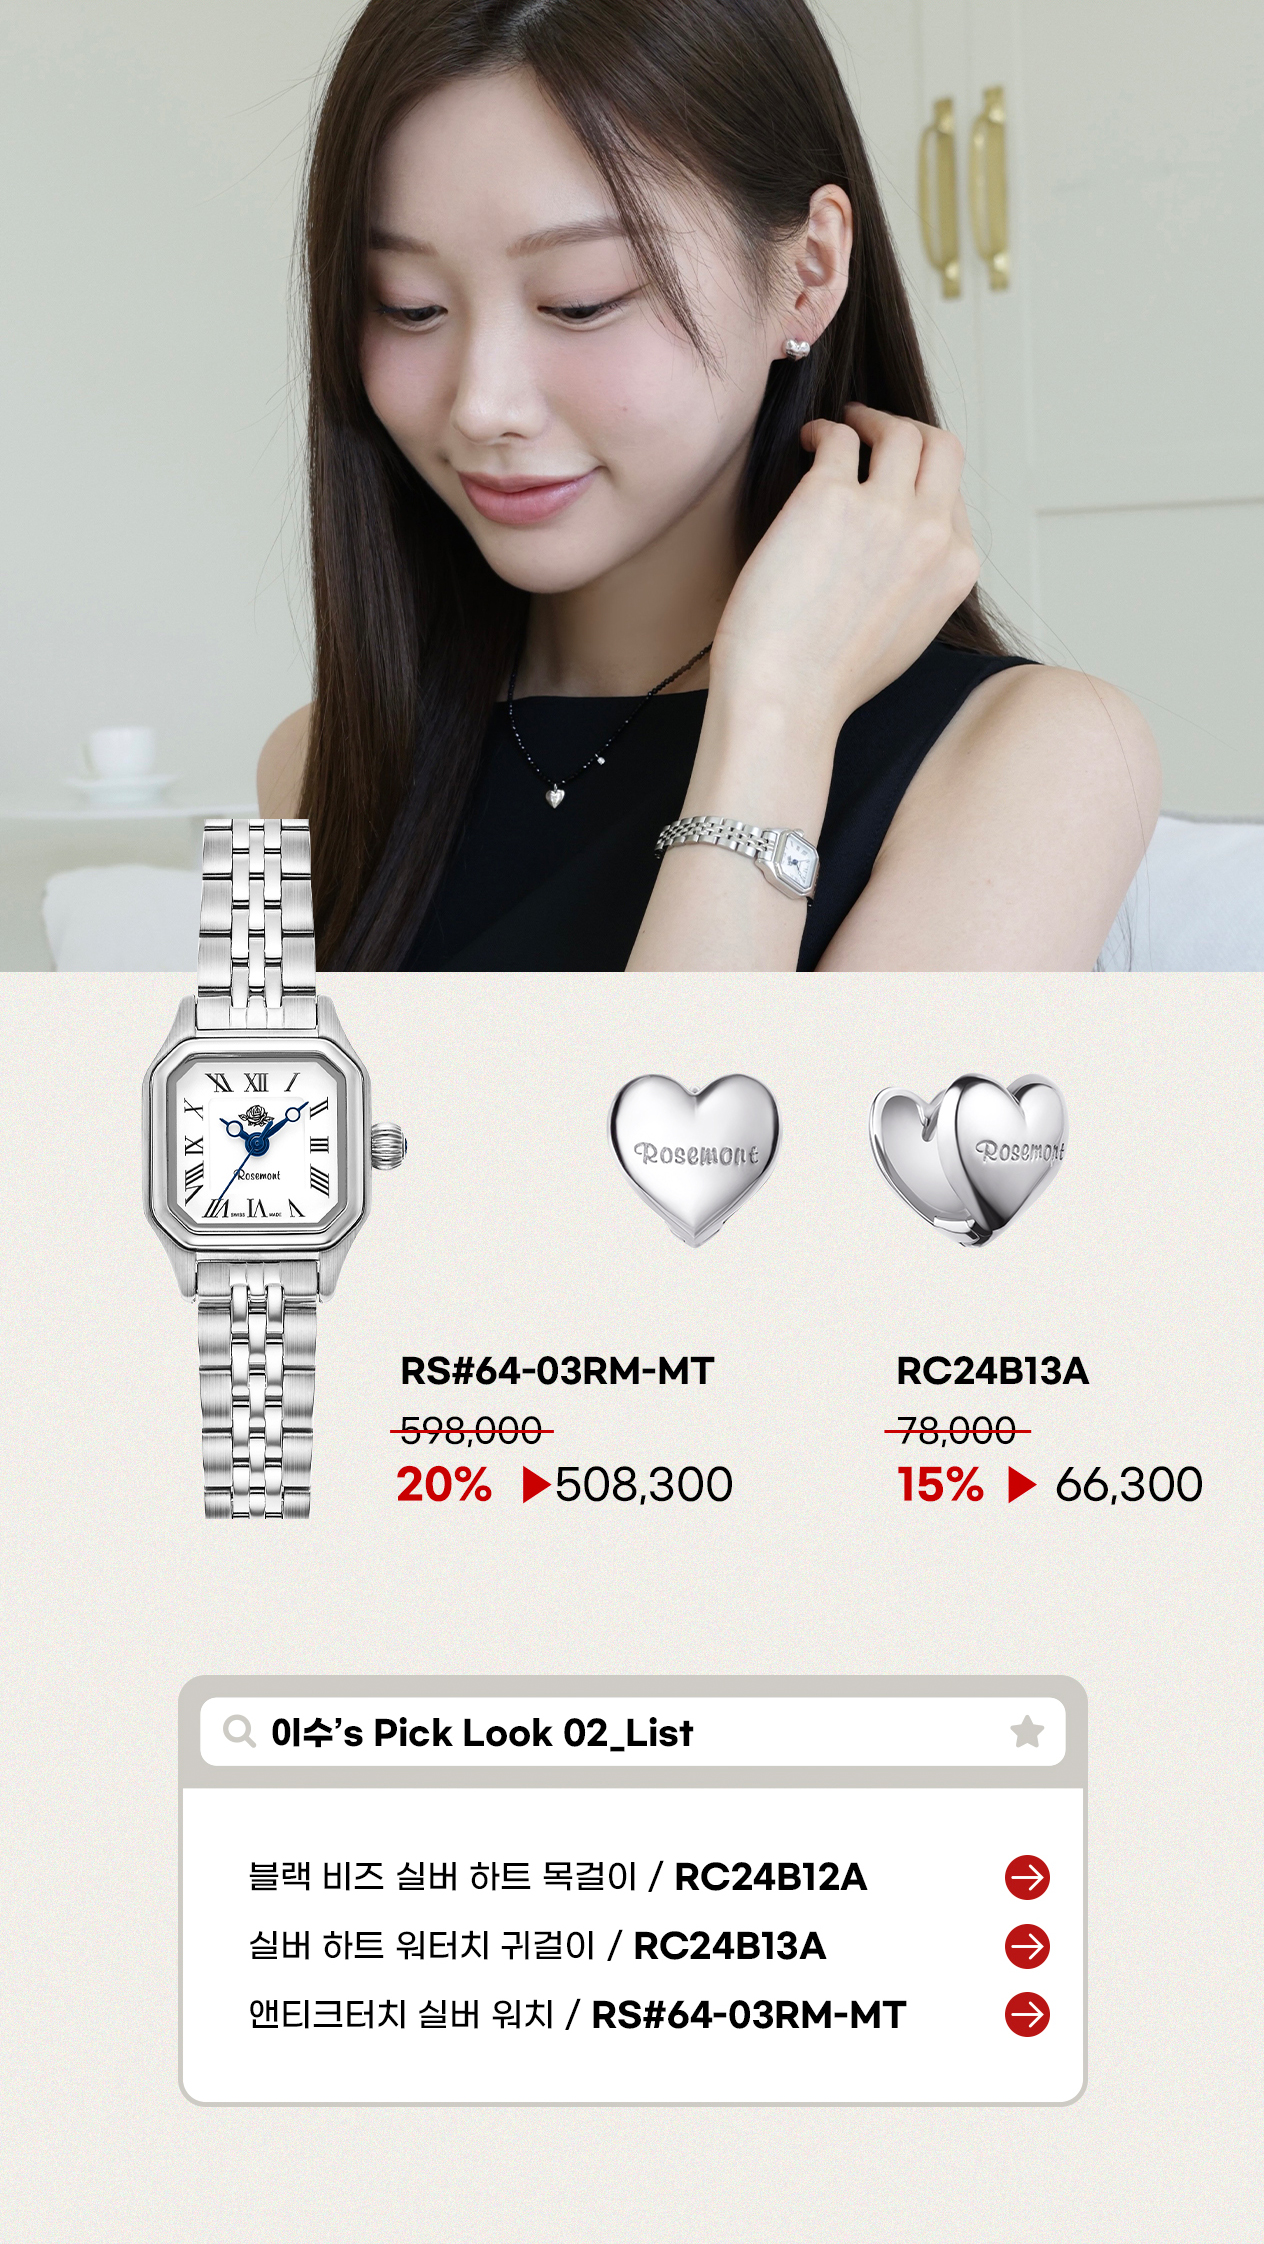 XII
Rosemont
SWISS MADE
Rosemont
Rosemont
RS#64-03RM-MT
598,000
20% ▶508,300
RC24B13A
78,000
15% ▶ 66,300
이수’s Pick Look 02_List
블랙 비즈 실버 하트 목걸이 / RC24B12A
실버 하트 워터치 귀걸이 / RC24B13A
앤티크터치 실버 워치 / RS#64-03RM-MT